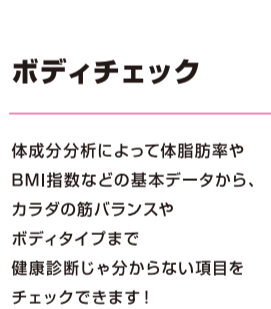 ボディチェック
体成分分析によって体脂肪率や
BMI指数などの基本データから、
カラダの筋バランスや
ボディタイプまで
健康診断じゃ分からない項目を
チェックできます！